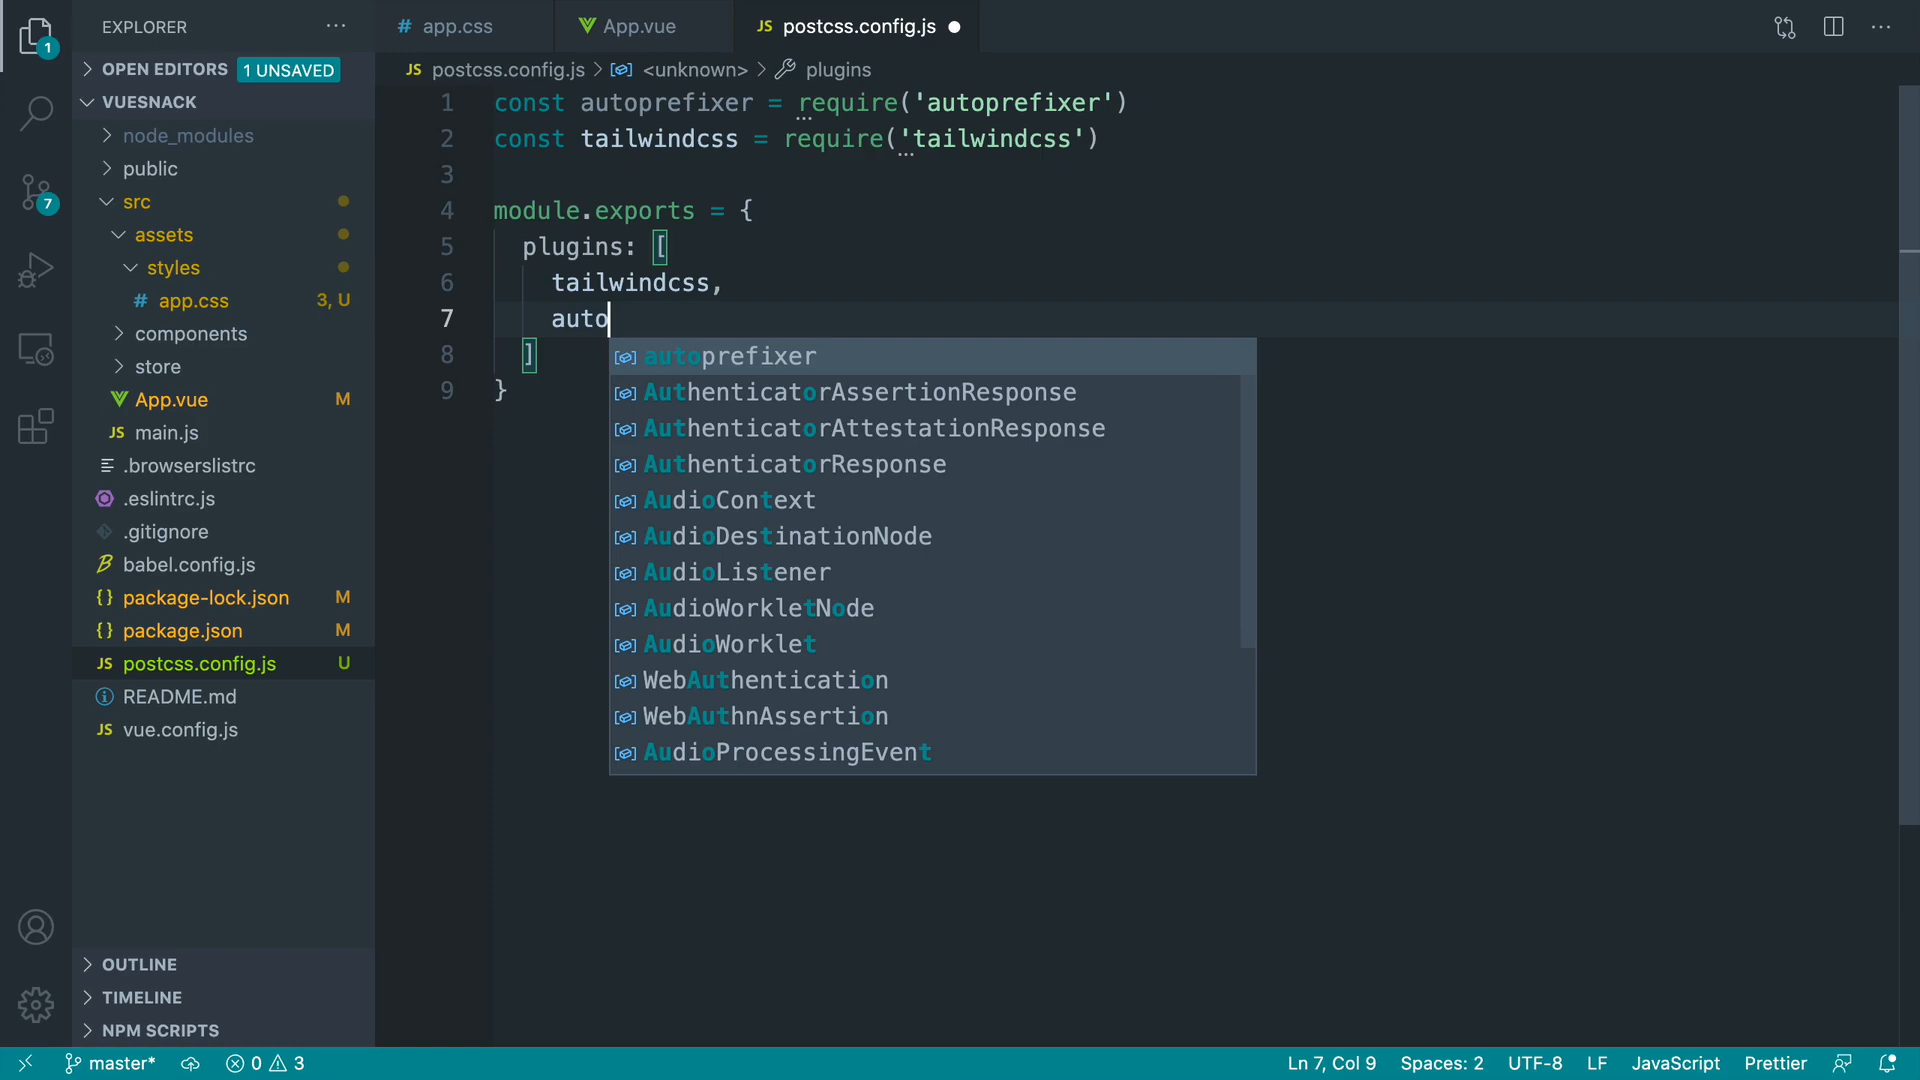 EXPLORER
···
1
OPEN EDITORS 1 UNSAVED
VUESNACK
node_modules
public
src
assets
styles
# app.css 3, U
components
store
App.vue M
JS main.js
.browserslistrc
.eslintrc.js
.gitignore
babel.config.js
{} package-lock.json M
{} package.json M
JS postcss.config.js U
README.md
JS vue.config.js
7
OUTLINE
TIMELINE
NPM SCRIPTS
# app.css
App.vue
JS postcss.config.js
JS postcss.config.js > <unknown> > plugins
1 const autoprefixer = require('autoprefixer')
2 const tailwindcss = require('tailwindcss')
3
4 module.exports = {
5 plugins: [
6 tailwindcss,
7 auto
8 ]
9 }
autoprefixer
AuthenticatorAssertionResponse
AuthenticatorAttestationResponse
AuthenticatorResponse
AudioContext
AudioDestinationNode
AudioListener
AudioWorkletNode
AudioWorklet
WebAuthentication
WebAuthnAssertion
AudioProcessingEvent
master* 0 3 Ln 7, Col 9 Spaces: 2 UTF-8 LF JavaScript Prettier